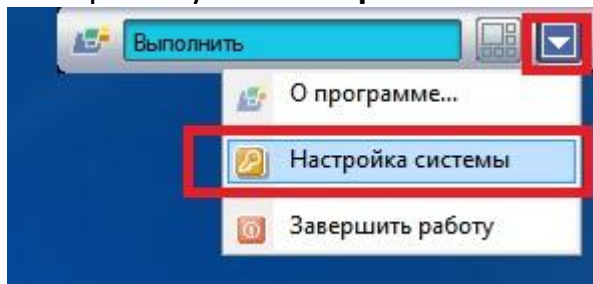 Выполнить
О программе...
Настройка системы
Завершить работу